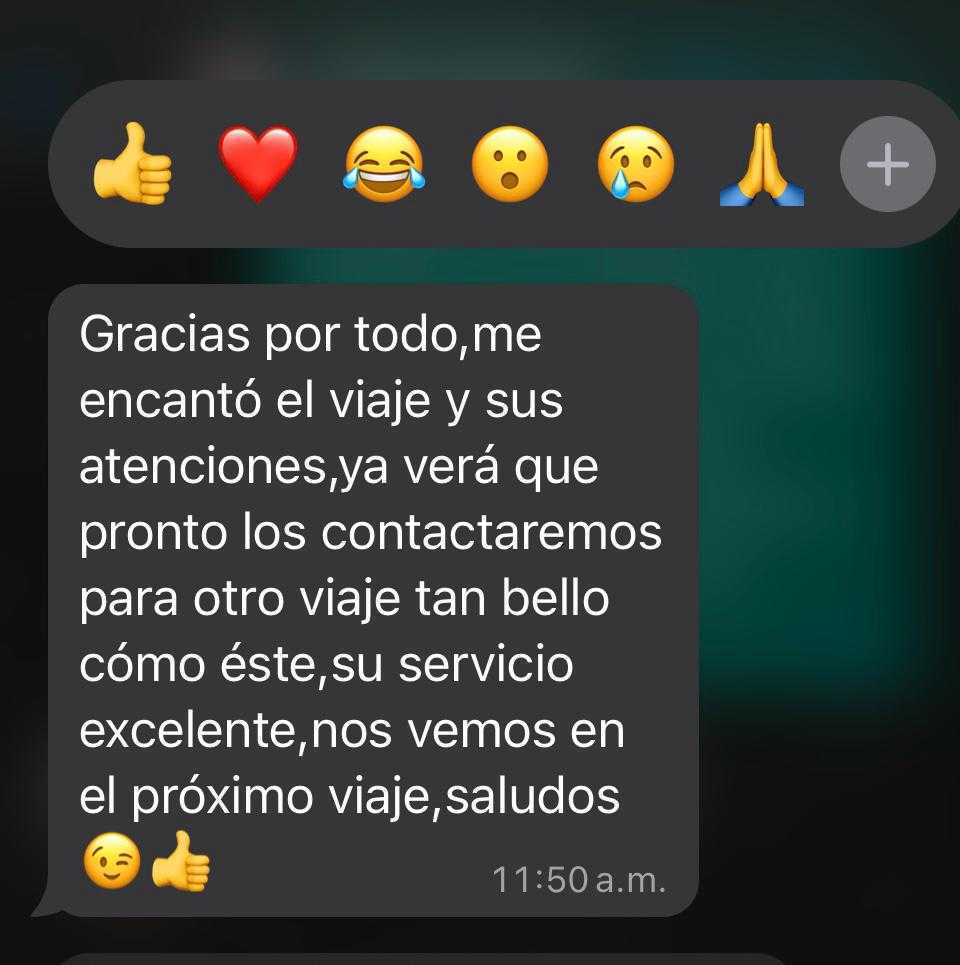 Gracias por todo,me
encantó el viaje y sus
atenciones,ya verá que
pronto los contactaremos
para otro viaje tan bello
cómo éste,su servicio
excelente,nos vemos en
el próximo viaje,saludos
😉👍
11:50 a.m.